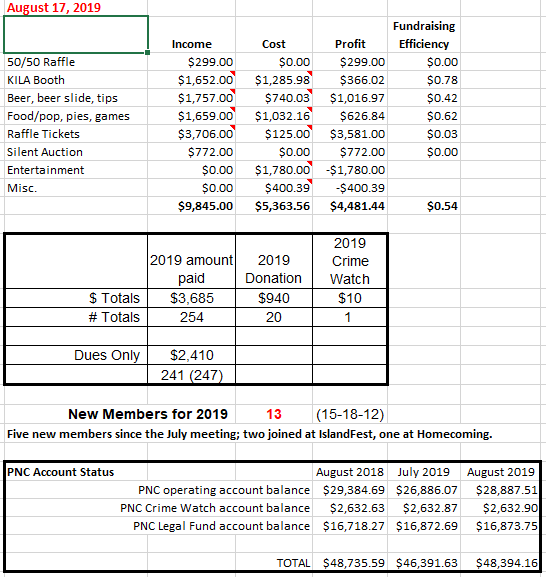 August 17, 2019
Income Cost Profit Fundraising Efficiency
50/50 Raffle $299.00 $0.00 $299.00 $0.00
KILA Booth $1,652.00 $1,285.98 $366.02 $0.78
Beer, beer slide, tips $1,757.00 $740.03 $1,016.97 $0.42
Food/pop, pies, games $1,659.00 $1,032.16 $626.84 $0.62
Raffle Tickets $3,706.00 $125.00 $3,581.00 $0.03
Silent Auction $772.00 $0.00 $772.00 $0.00
Entertainment $0.00 $1,780.00 -$1,780.00
Misc. $0.00 $400.39 -$400.39
$9,845.00 $5,363.56 $4,481.44 $0.54
2019 amount paid 2019 Donation 2019 Crime Watch
$ Totals $3,685 $940 $10
# Totals 254 20 1
Dues Only $2,410
241 (247)
New Members for 2019 13 (15-18-12)
Five new members since the July meeting; two joined at IslandFest, one at Homecoming.
PNC Account Status August 2018 July 2019 August 2019
PNC operating account balance $29,384.69 $26,886.07 $28,887.51
PNC Crime Watch account balance $2,632.63 $2,632.87 $2,632.90
PNC Legal Fund account balance $16,718.27 $16,872.69 $16,873.75
TOTAL $48,735.59 $46,391.63 $48,394.16